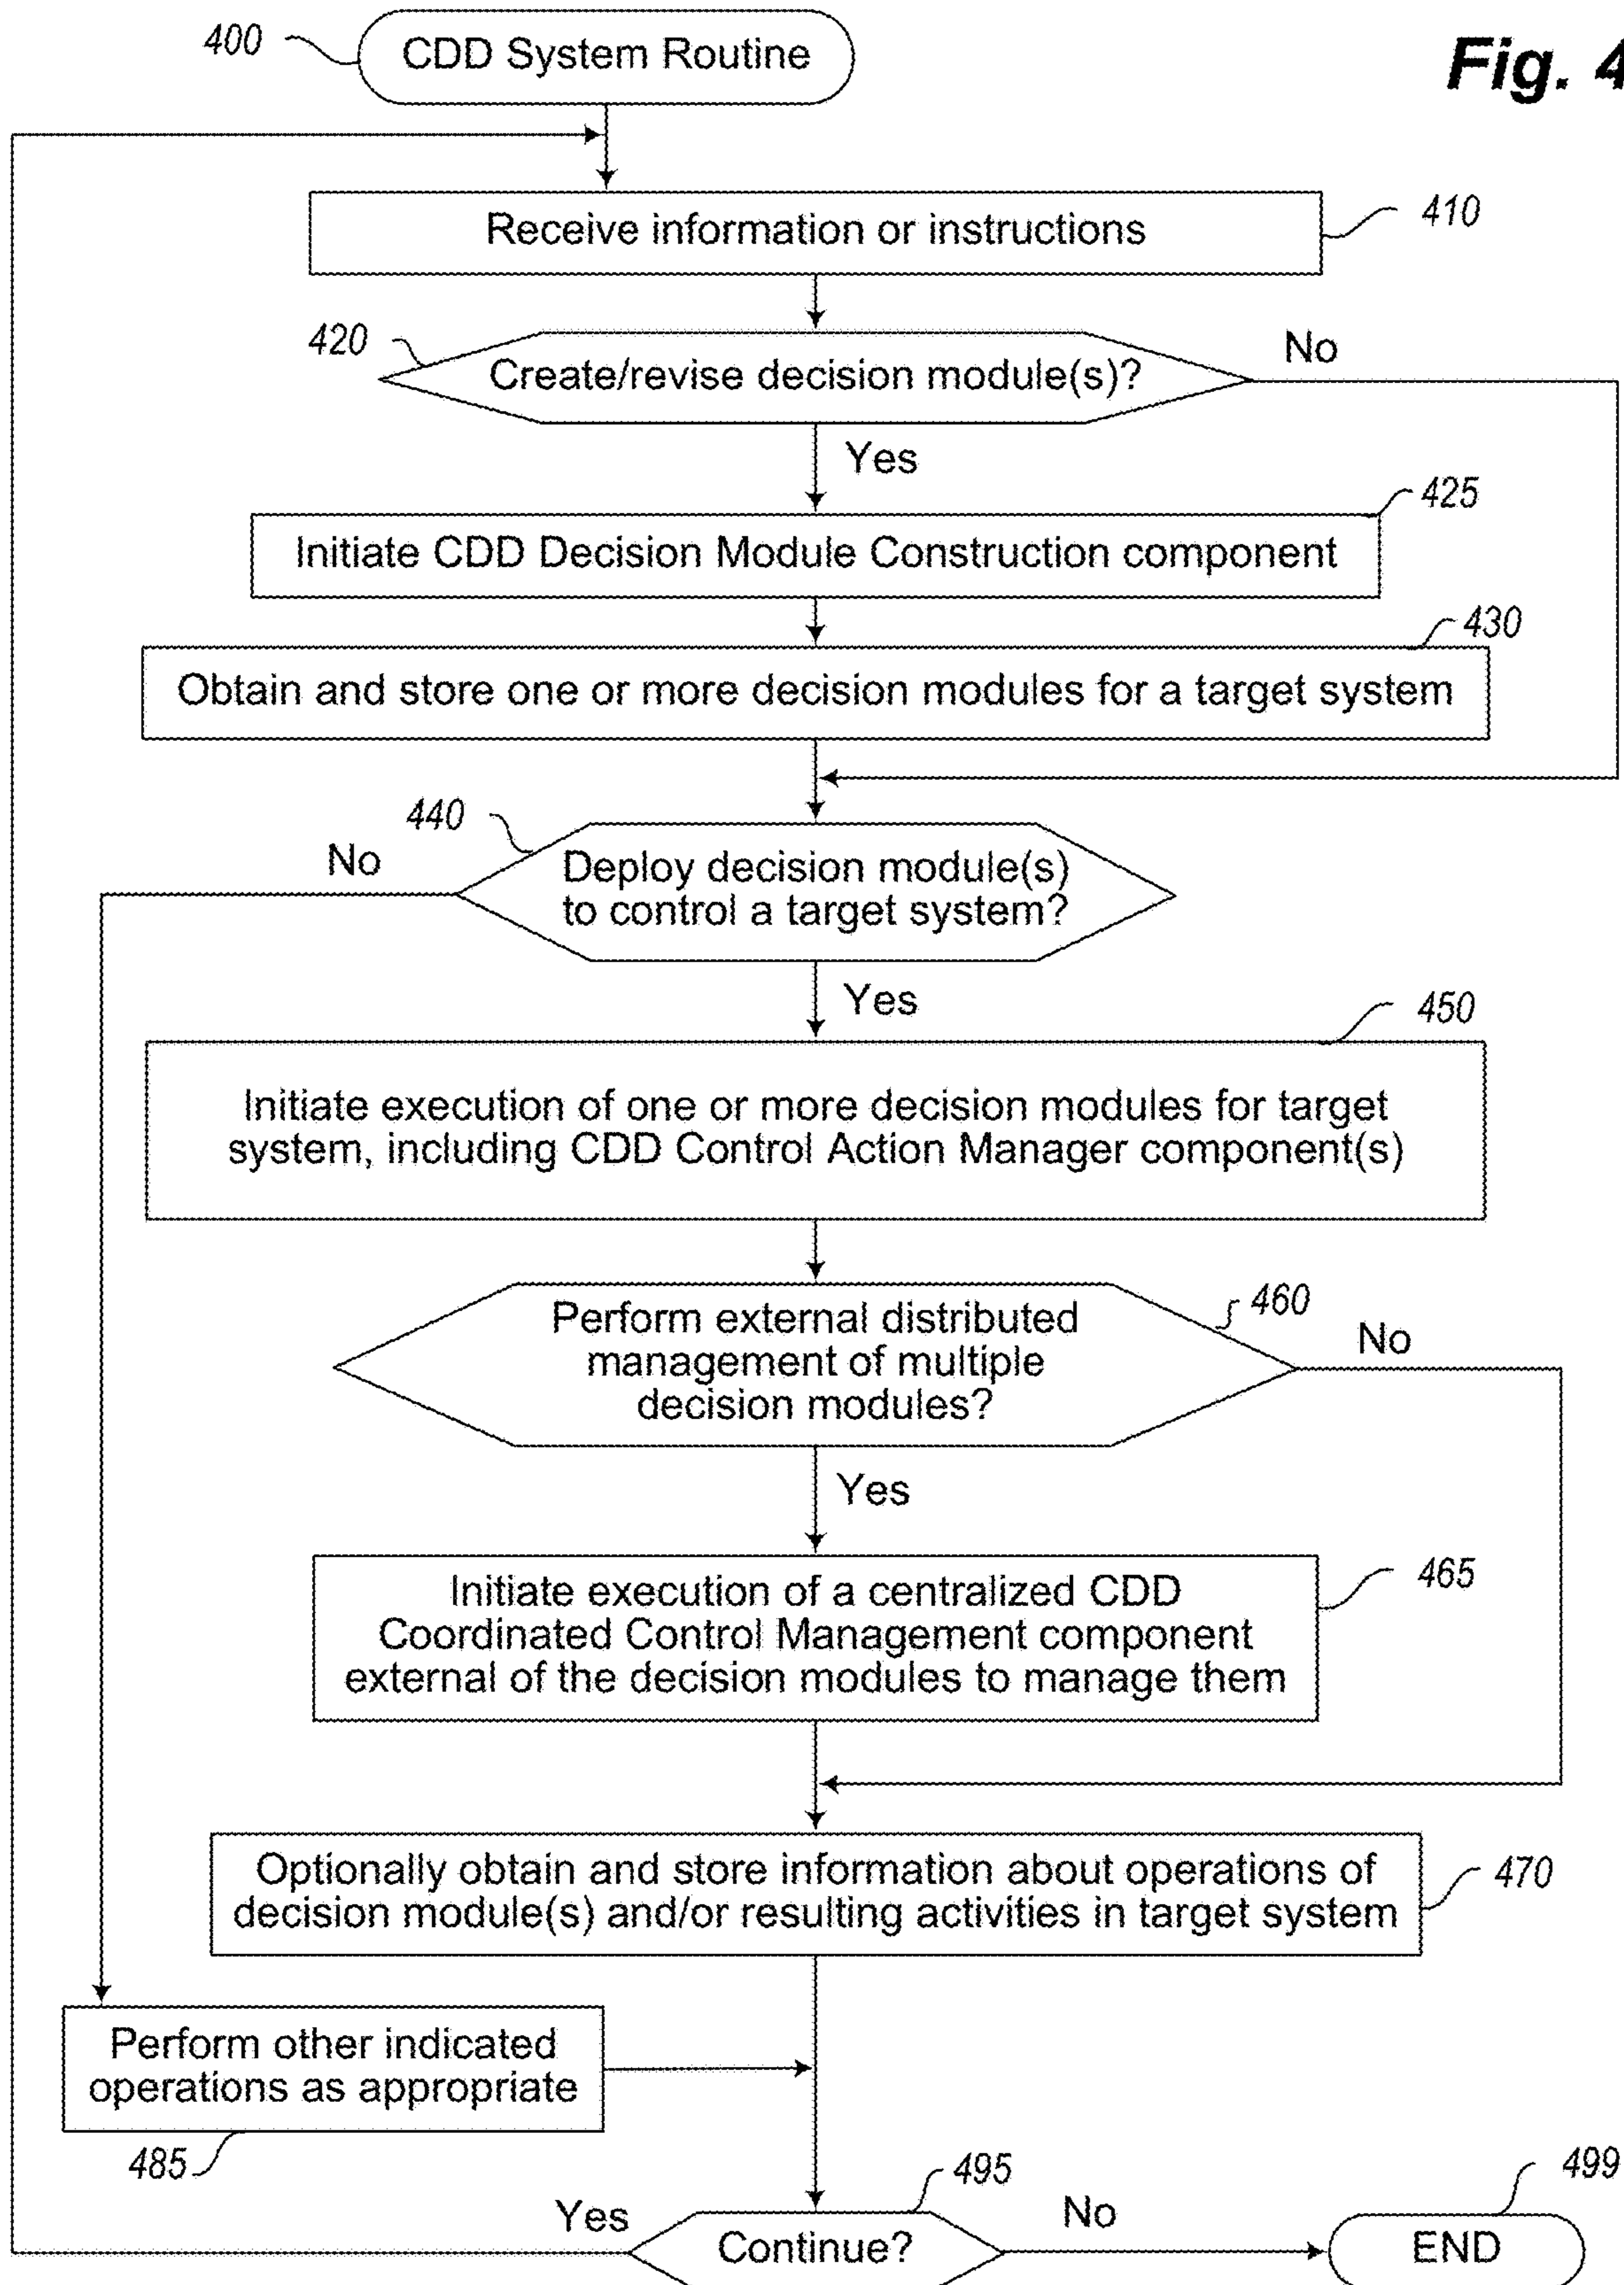 400
CDD System Routine
Fig. 4
Receive information or instructions
410
420
Create/revise decision module(s)?
No
Yes
425
Initiate CDD Decision Module Construction component
430
Obtain and store one or more decision modules for a target system
440
No
Deploy decision module(s)
to control a target system?
Yes
450
Initiate execution of one or more decision modules for target
system, including CDD Control Action Manager component(s)
460
Perform external distributed
management of multiple
decision modules?
No
Yes
465
Initiate execution of a centralized CDD
Coordinated Control Management component
external of the decision modules to manage them
Optionally obtain and store information about operations of
decision module(s) and/or resulting activities in target system
470
Perform other indicated
operations as appropriate
485
495
499
Yes
Continue?
No
END